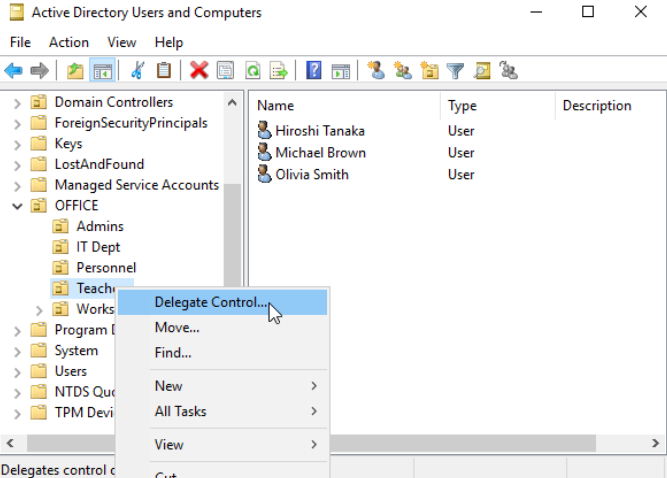 Active Directory Users and Computers
File Action View Help
Domain Controllers
ForeignSecurityPrincipals
Keys
LostAndFound
Managed Service Accounts
OFFICE
Admins
IT Dept
Personnel
Teache
Works
Program
System
Users
NTDS Quo
TPM Devi
Name Type Description
Hiroshi Tanaka User
Michael Brown User
Olivia Smith User
Delegate Control...
Move...
Find...
New
All Tasks
View
Cut
Delegates control o